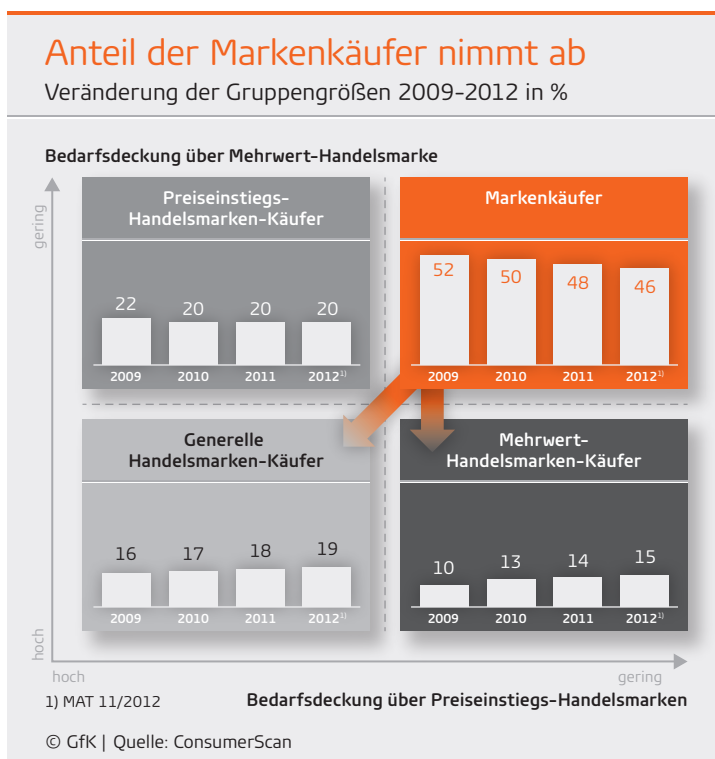 Anteil der Markenkäufer nimmt ab
Veränderung der Gruppengrößen 2009–2012 in %
Bedarfsdeckung über Mehrwert-Handelsmarke
gering
Preiseinstiegs-
Handelsmarken-Käufer
22 20 20 20
2009 2010 2011 2012¹⁾
Markenkäufer
52 50 48 46
2009 2010 2011 2012¹⁾
Generelle
Handelsmarken-Käufer
16 17 18 19
2009 2010 2011 2012¹⁾
Mehrwert-
Handelsmarken-Käufer
10 13 14 15
2009 2010 2011 2012¹⁾
hoch
hoch gering
1) MAT 11/2012 Bedarfsdeckung über Preiseinstiegs-Handelsmarken
© GfK | Quelle: ConsumerScan